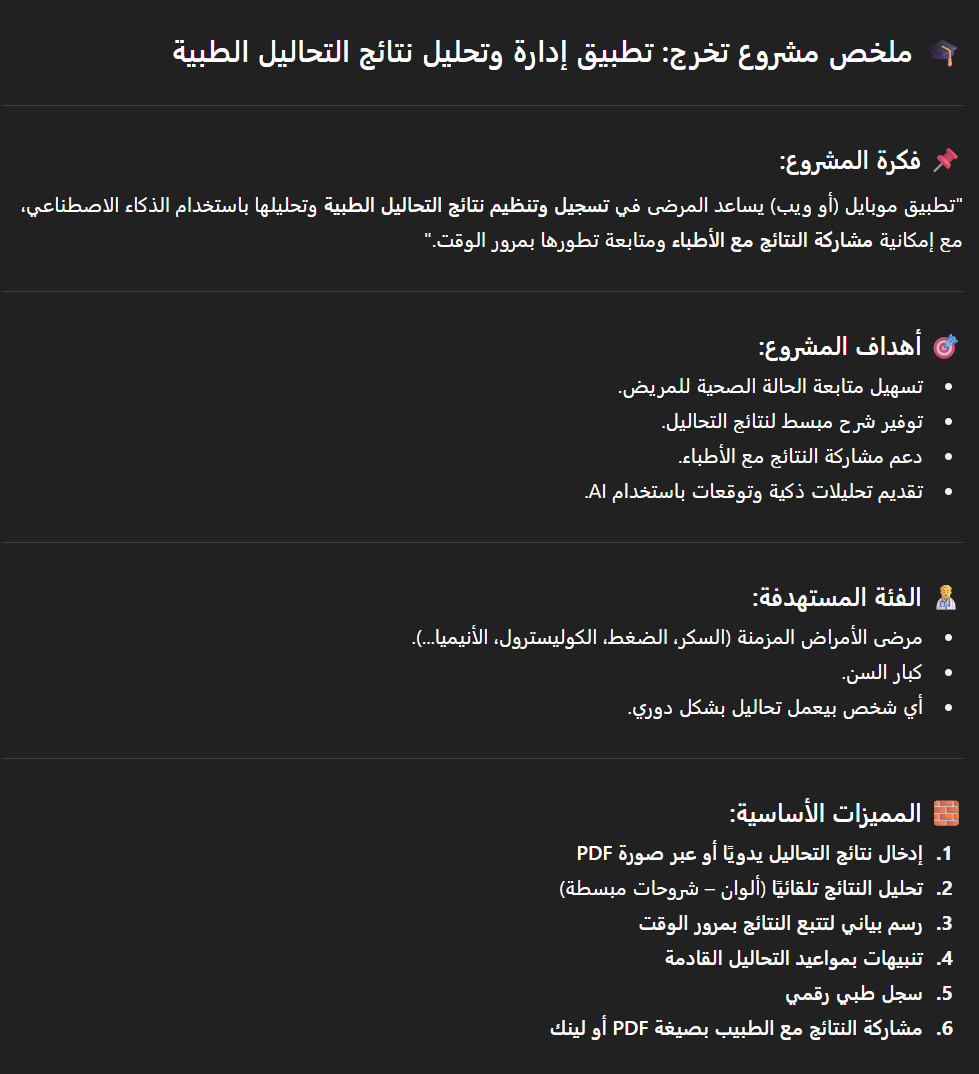 🎓 ملخص مشروع تخرج: تطبيق إدارة وتحليل نتائج التحاليل الطبية
📌 فكرة المشروع:
"تطبيق موبايل (أو ويب) يساعد المرضى في تسجيل وتنظيم نتائج التحاليل الطبية وتحليلها باستخدام الذكاء الاصطناعي،
مع إمكانية مشاركة النتائج مع الأطباء ومتابعة تطورها بمرور الوقت."
🎯 أهداف المشروع:
• تسهيل متابعة الحالة الصحية للمريض.
• توفير شرح مبسط لنتائج التحاليل.
• دعم مشاركة النتائج مع الأطباء.
• تقديم تحليلات ذكية وتوقعات باستخدام AI.
🧑‍⚕️ الفئة المستهدفة:
• مرضى الأمراض المزمنة (السكر، الضغط، الكوليسترول، الأنيميا...).
• كبار السن.
• أي شخص بيعمل تحاليل بشكل دوري.
🧱 المميزات الأساسية:
1. إدخال نتائج التحاليل يدويًا أو عبر صورة PDF
2. تحليل النتائج تلقائيًا (ألوان – شروحات مبسطة)
3. رسم بياني لتتبع النتائج بمرور الوقت
4. تنبيهات بمواعيد التحاليل القادمة
5. سجل طبي رقمي
6. مشاركة النتائج مع الطبيب بصيغة PDF أو لينك